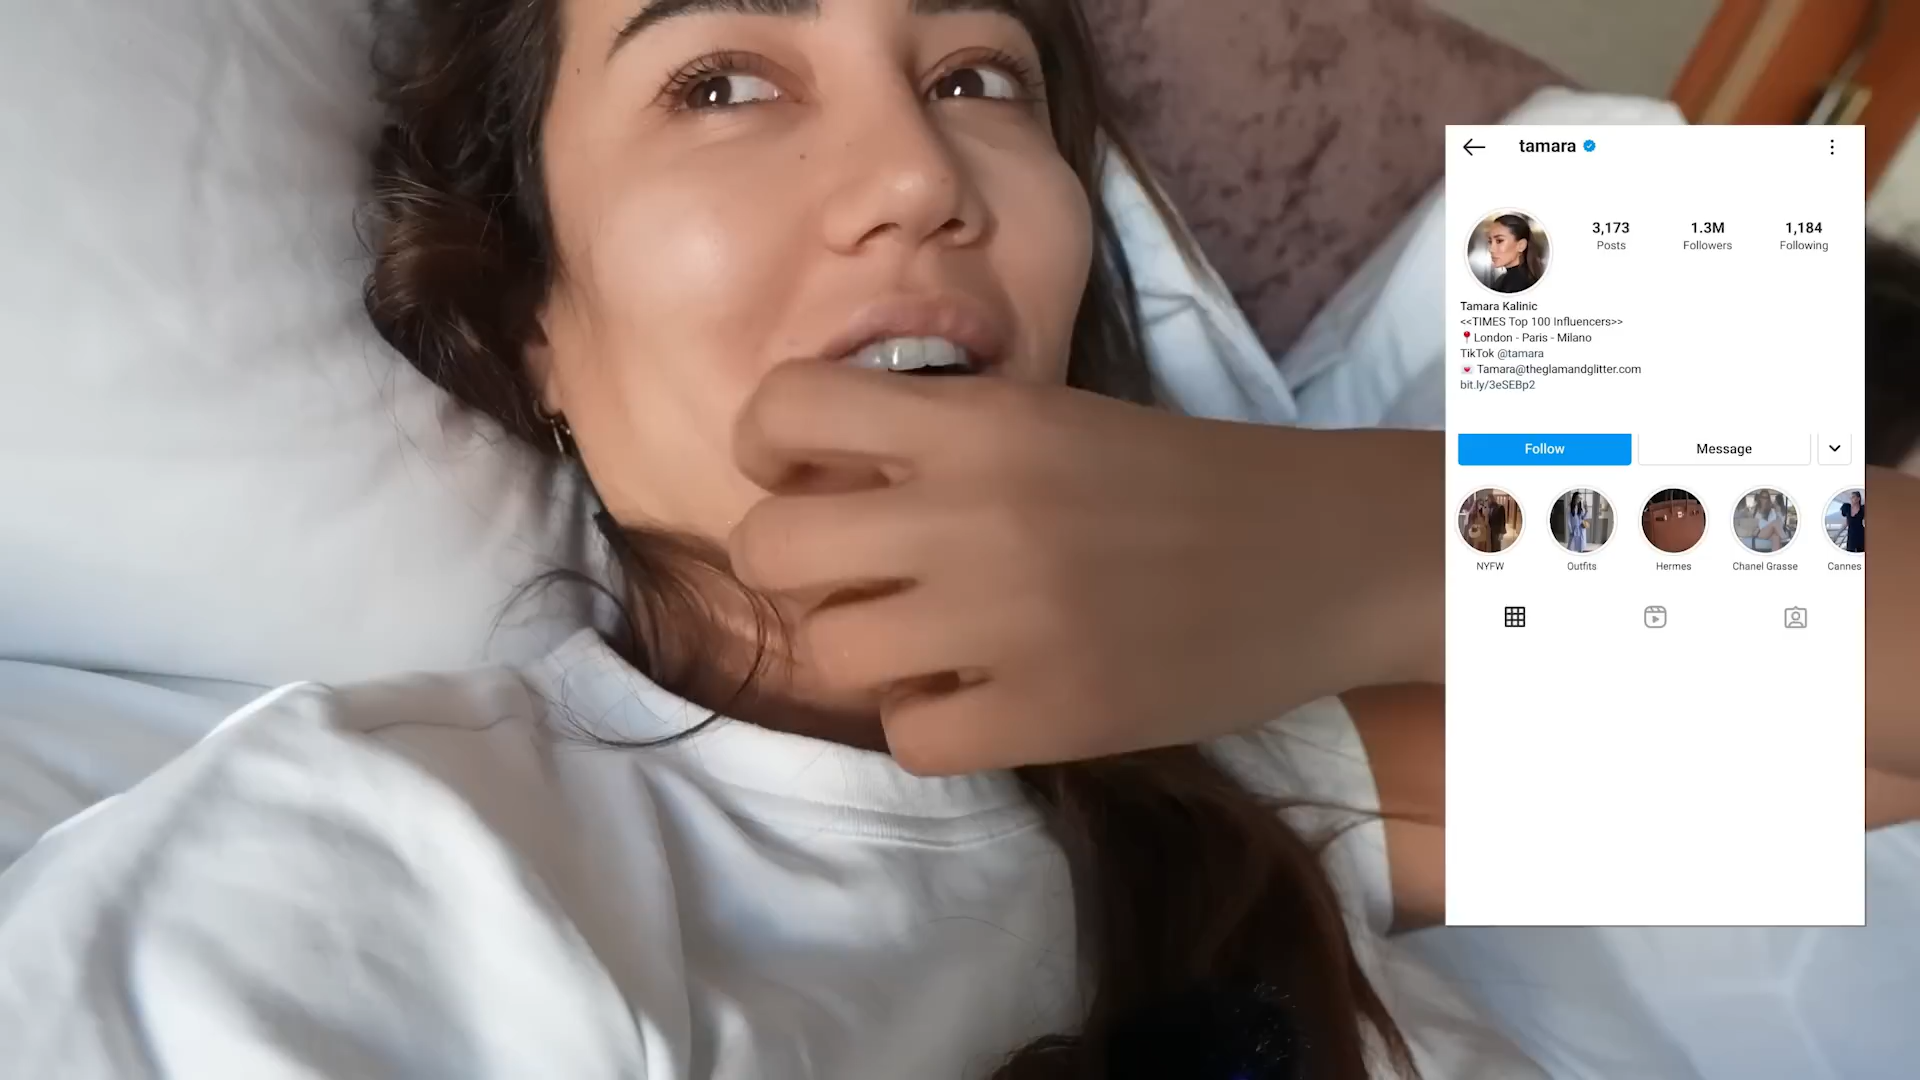 tamara
3,173 1.3M 1,184
Posts Followers Following
Tamara Kalinic
<<TIMES Top 100 Influencers>>
📍London - Paris - Milano
TikTok @tamara
💌 Tamara@theglamandglitter.com
bit.ly/3eSEBp2
Follow Message
NYFW Outfits Hermes Chanel Grasse Cannes